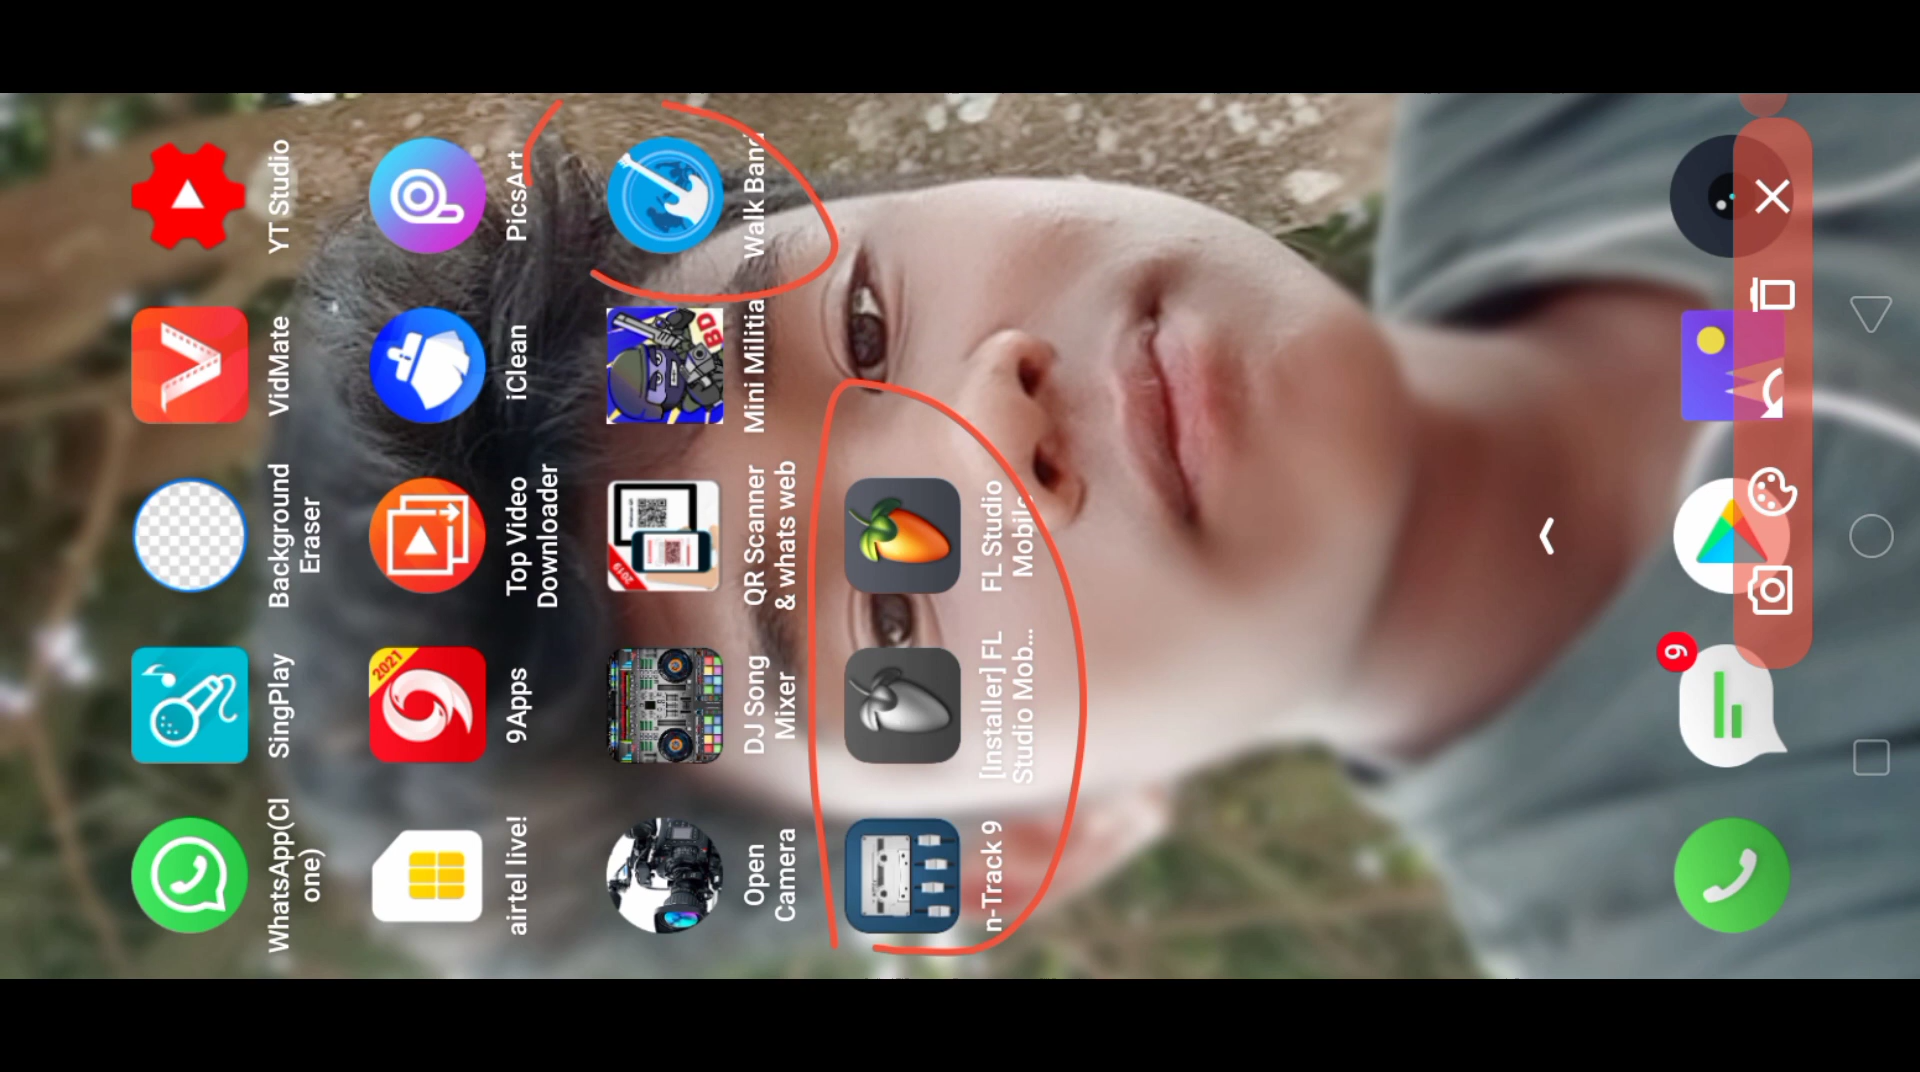 WhatsApp(Cl
one)
SingPlay
Background
Eraser
VidMate
YT Studio
airtel live!
2021
9Apps
Top Video
Downloader
iClean
PicsArt
Open
Camera
DJ Song
Mixer
2019
QR Scanner
& whats web
BD
Mini Militia
Walk Band
n-Track 9
[Installer] FL
Studio Mob...
FL Studio
Mobile
9